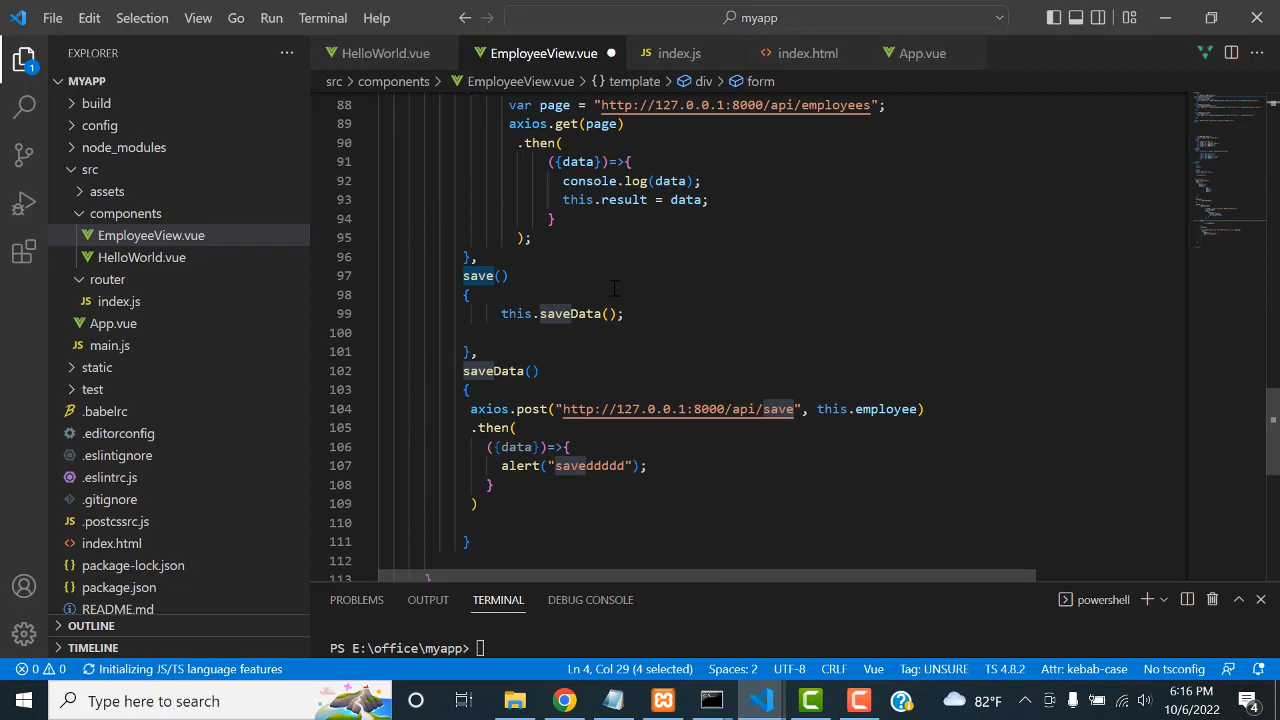 File Edit Selection View Go Run Terminal Help
myapp
EXPLORER
HelloWorld.vue EmployeeView.vue index.js index.html App.vue
src components EmployeeView.vue {} template div form
MYAPP
build
config
node_modules
src
assets
components
EmployeeView.vue
HelloWorld.vue
router
index.js
App.vue
main.js
static
test
.babelrc
.editorconfig
.eslintignore
.eslintrc.js
.gitignore
.postcssrc.js
index.html
package-lock.json
package.json
README.md
OUTLINE
TIMELINE
1
88 var page = "http://127.0.0.1:8000/api/employees";
89 axios.get(page)
90 .then(
91 ({data})=>{
92 console.log(data);
93 this.result = data;
94 }
95 );
96 },
97 save()
98 {
99 this.saveData();
100
101 },
102 saveData()
103 {
104 axios.post("http://127.0.0.1:8000/api/save", this.employee)
105 .then(
106 ({data})=>{
107 alert("saveddddd");
108 }
109 )
110
111 }
112
113 }
PROBLEMS OUTPUT TERMINAL DEBUG CONSOLE
powershell
PS E:\office\myapp>
0 0 Initializing JS/TS language features
Ln 4, Col 29 (4 selected) Spaces: 2 UTF-8 CRLF Vue Tag: UNSURE TS 4.8.2 Attr: kebab-case No tsconfig
Type here to search
82°F
6:16 PM
10/6/2022
4